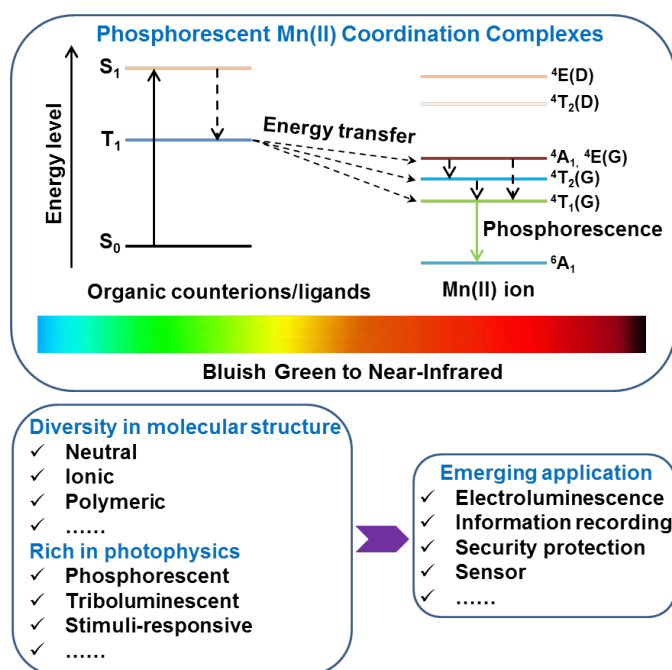 Phosphorescent Mn(II) Coordination Complexes
Energy level
S₁
T₁
S₀
Energy transfer
⁴E(D)
⁴T₂(D)
⁴A₁, ⁴E(G)
⁴T₂(G)
⁴T₁(G)
Phosphorescence
⁶A₁
Organic counterions/ligands
Mn(II) ion
Bluish Green to Near-Infrared
Diversity in molecular structure
✓ Neutral
✓ Ionic
✓ Polymeric
✓ ......
Rich in photophysics
✓ Phosphorescent
✓ Triboluminescent
✓ Stimuli-responsive
✓ ......
Emerging application
✓ Electroluminescence
✓ Information recording
✓ Security protection
✓ Sensor
✓ ......